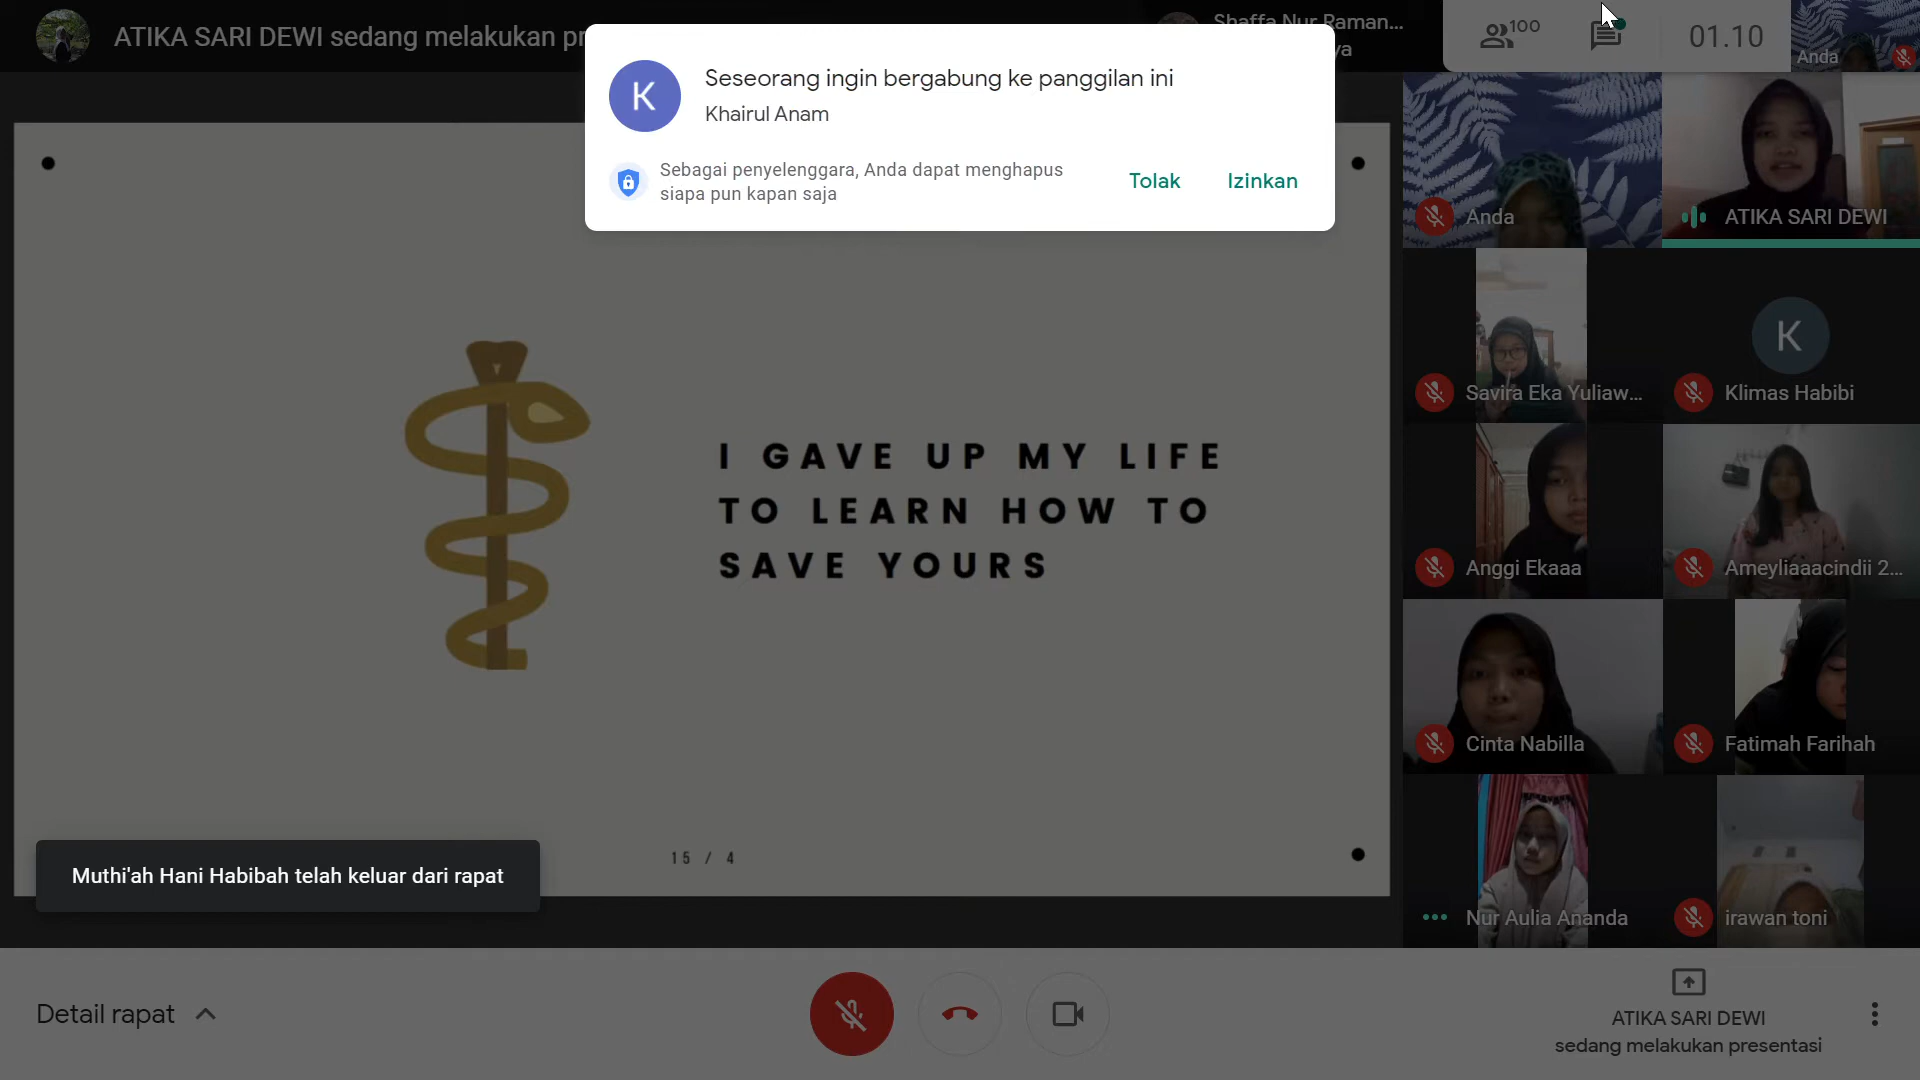 ATIKA SARI DEWI sedang melakukan
Shaffa Nur Raman...
100
01.10
Anda
K
Seseorang ingin bergabung ke panggilan ini
Khairul Anam
Sebagai penyelenggara, Anda dapat menghapus
siapa pun kapan saja
Tolak
Izinkan
I GAVE UP MY LIFE
TO LEARN HOW TO
SAVE YOURS
15 / 4
Muthi'ah Hani Habibah telah keluar dari rapat
Anda
ATIKA SARI DEWI
Savira Eka Yuliaw...
K
Klimas Habibi
Anggi Ekaaa
Ameyliaaacindii 2...
Cinta Nabilla
Fatimah Farihah
Nur Aulia Ananda
irawan toni
Detail rapat
ATIKA SARI DEWI
sedang melakukan presentasi